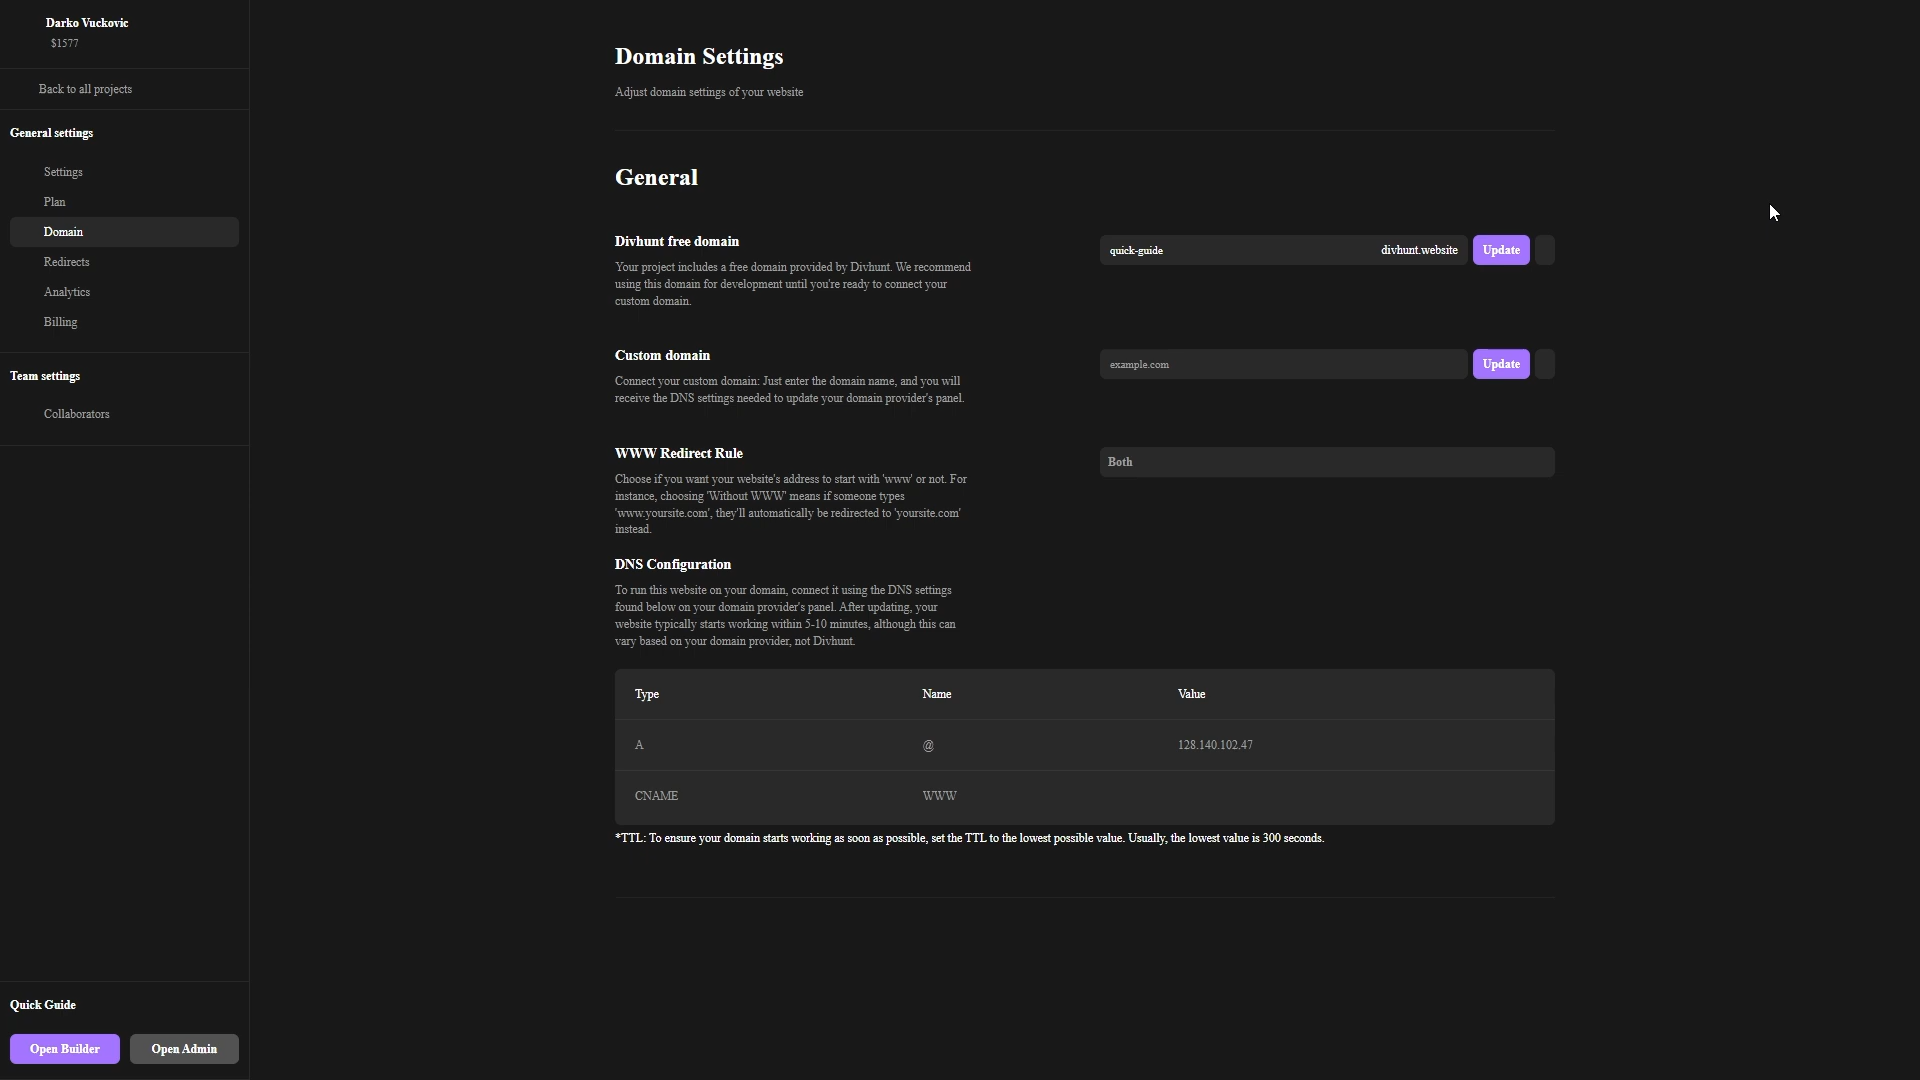 Darko Vuckovic
$1577
Back to all projects
General settings
Settings
Plan
Domain
Redirects
Analytics
Billing
Team settings
Collaborators
Quick Guide
Open Builder
Open Admin
Domain Settings
Adjust domain settings of your website
General
Divhunt free domain
Your project includes a free domain provided by Divhunt. We recommend
using this domain for development until you're ready to connect your
custom domain.
quick-guide
divhunt.website
Update
Custom domain
Connect your custom domain: Just enter the domain name, and you will
receive the DNS settings needed to update your domain provider's panel.
example.com
Update
WWW Redirect Rule
Choose if you want your website's address to start with 'www' or not. For
instance, choosing 'Without WWW' means if someone types
'www.yoursite.com', they'll automatically be redirected to 'yoursite.com'
instead.
Both
DNS Configuration
To run this website on your domain, connect it using the DNS settings
found below on your domain provider's panel. After updating, your
website typically starts working within 5-10 minutes, although this can
vary based on your domain provider, not Divhunt.
Type Name Value
A @ 128.140.102.47
CNAME WWW
*TTL: To ensure your domain starts working as soon as possible, set the TTL to the lowest possible value. Usually, the lowest value is 300 seconds.